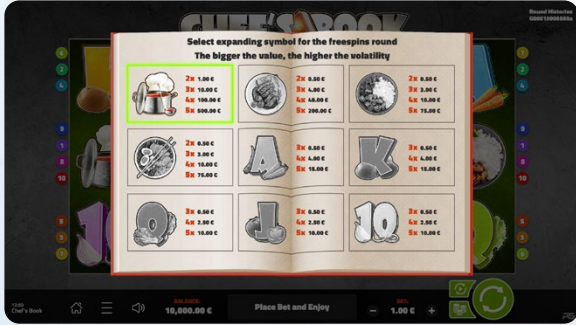 CHEF'S BOOK
Round Histories
Select expanding symbol for the freespins round
The bigger the value, the higher the volatility
2x 1.00 €
3x 10.00 €
4x 100.00 €
5x 500.00 €
2x 0.50 €
3x 4.00 €
4x 40.00 €
5x 200.00 €
2x 0.50 €
3x 3.00 €
4x 10.00 €
5x 75.00 €
2x 0.50 €
3x 3.00 €
4x 10.00 €
5x 75.00 €
A
3x 0.50 €
4x 4.00 €
5x 15.00 €
K
3x 0.50 €
4x 4.00 €
5x 15.00 €
Q
3x 0.50 €
4x 2.50 €
5x 10.00 €
J
3x 0.50 €
4x 2.50 €
5x 10.00 €
10
3x 0.50 €
4x 2.50 €
5x 10.00 €
Chef's Book
BALANCE:
10,000.00 €
Place Bet and Enjoy
BET:
1.00 €